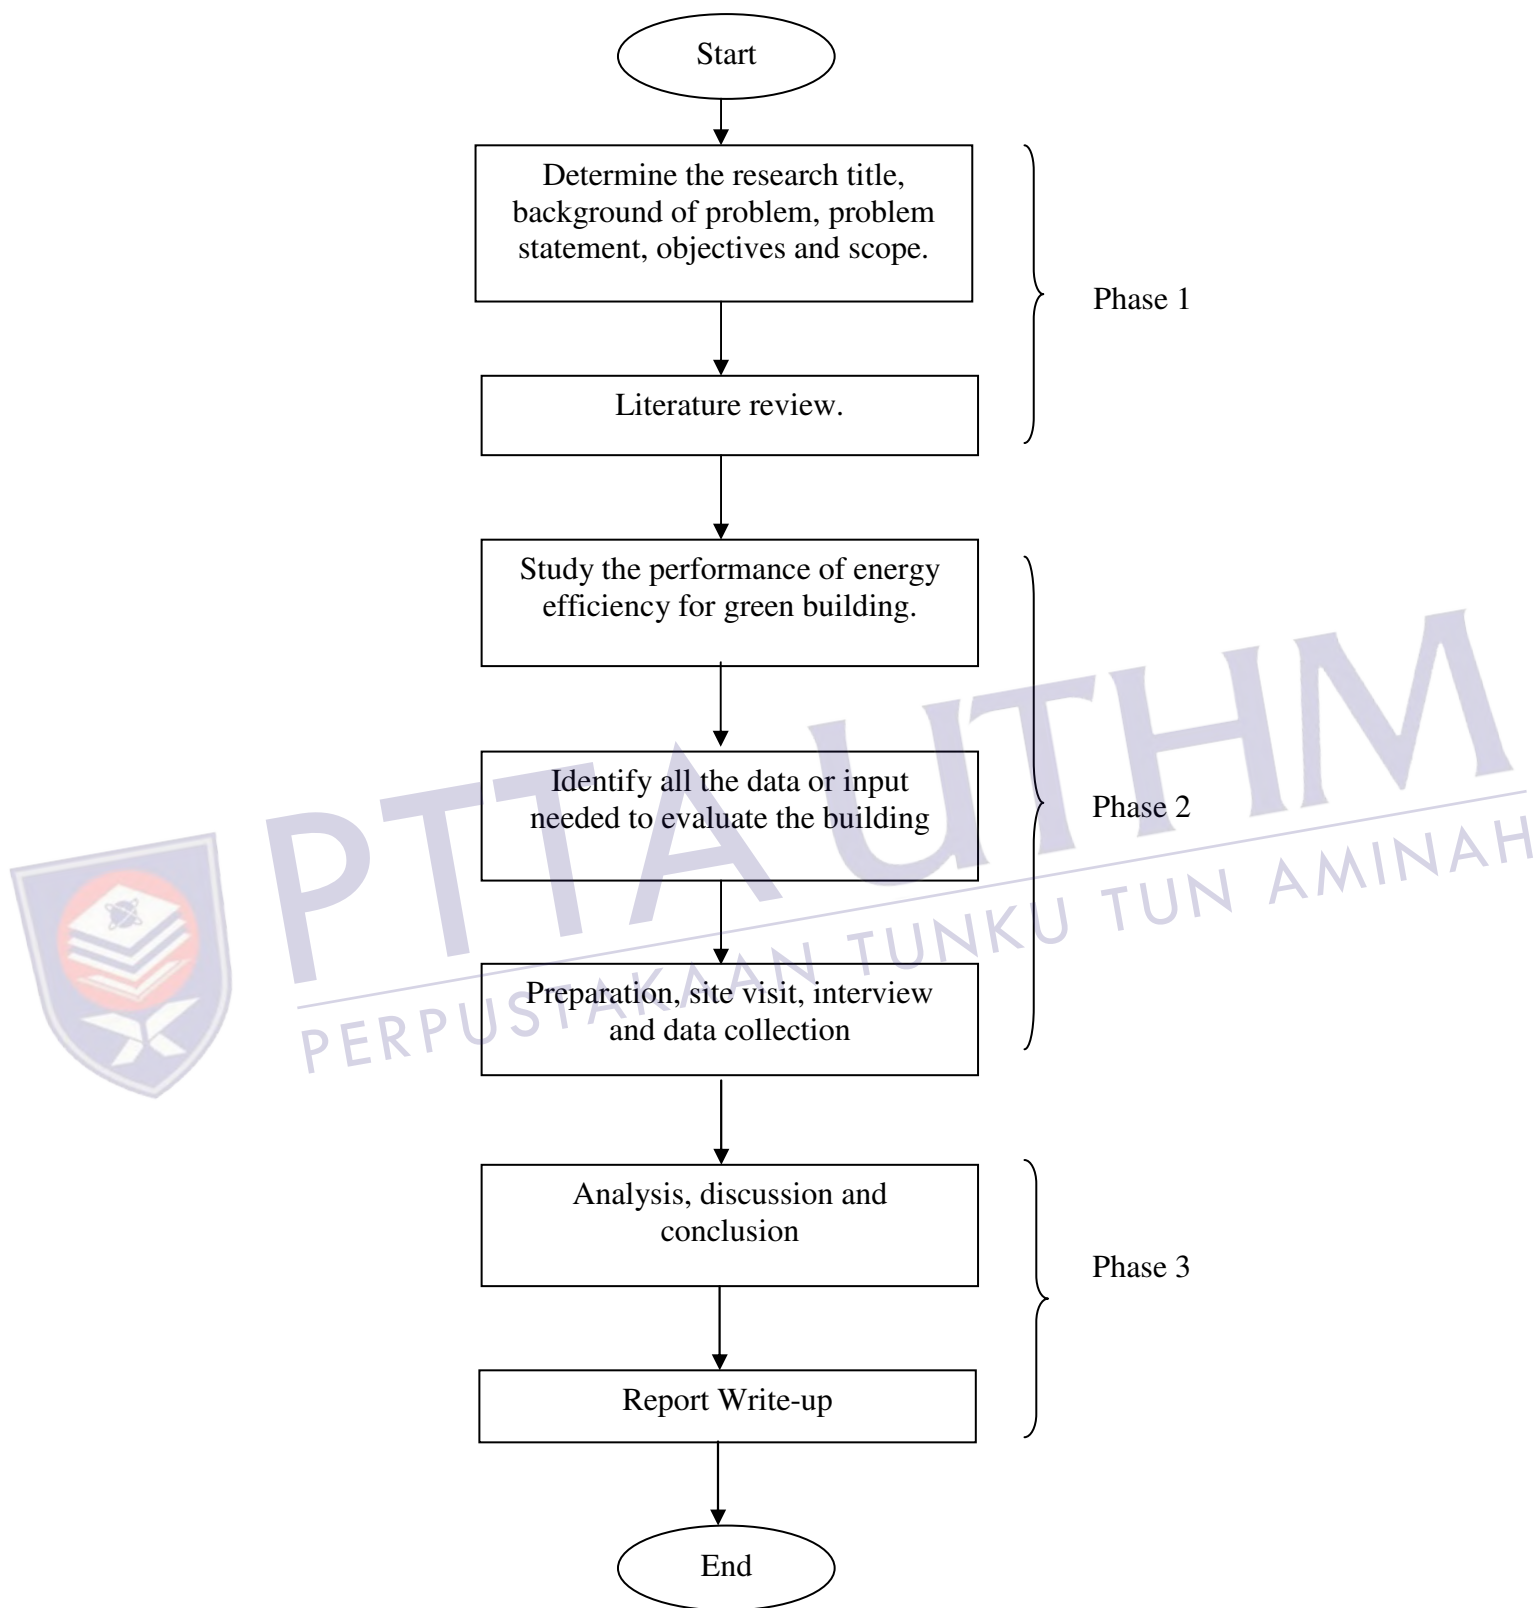 Start
Determine the research title,
background of problem, problem
statement, objectives and scope.
Phase 1
Literature review.
Study the performance of energy
efficiency for green building.
Identify all the data or input
needed to evaluate the building
Phase 2
Preparation, site visit, interview
and data collection
Analysis, discussion and
conclusion
Phase 3
Report Write-up
End
PTTA UTHM
PERPUSTAKAAN TUNKU TUN AMINAH